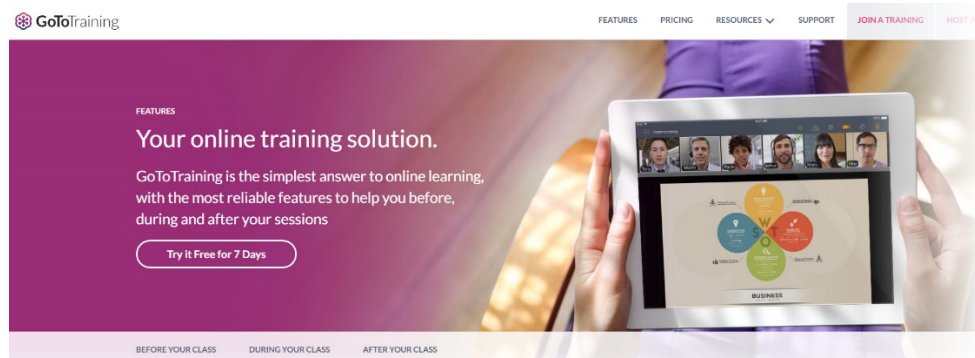 GoToTraining
FEATURES PRICING RESOURCES SUPPORT JOIN A TRAINING HOST A
FEATURES
Your online training solution.
GoToTraining is the simplest answer to online learning,
with the most reliable features to help you before,
during and after your sessions
Try it Free for 7 Days
S W O T
BUSINESS
BEFORE YOUR CLASS DURING YOUR CLASS AFTER YOUR CLASS